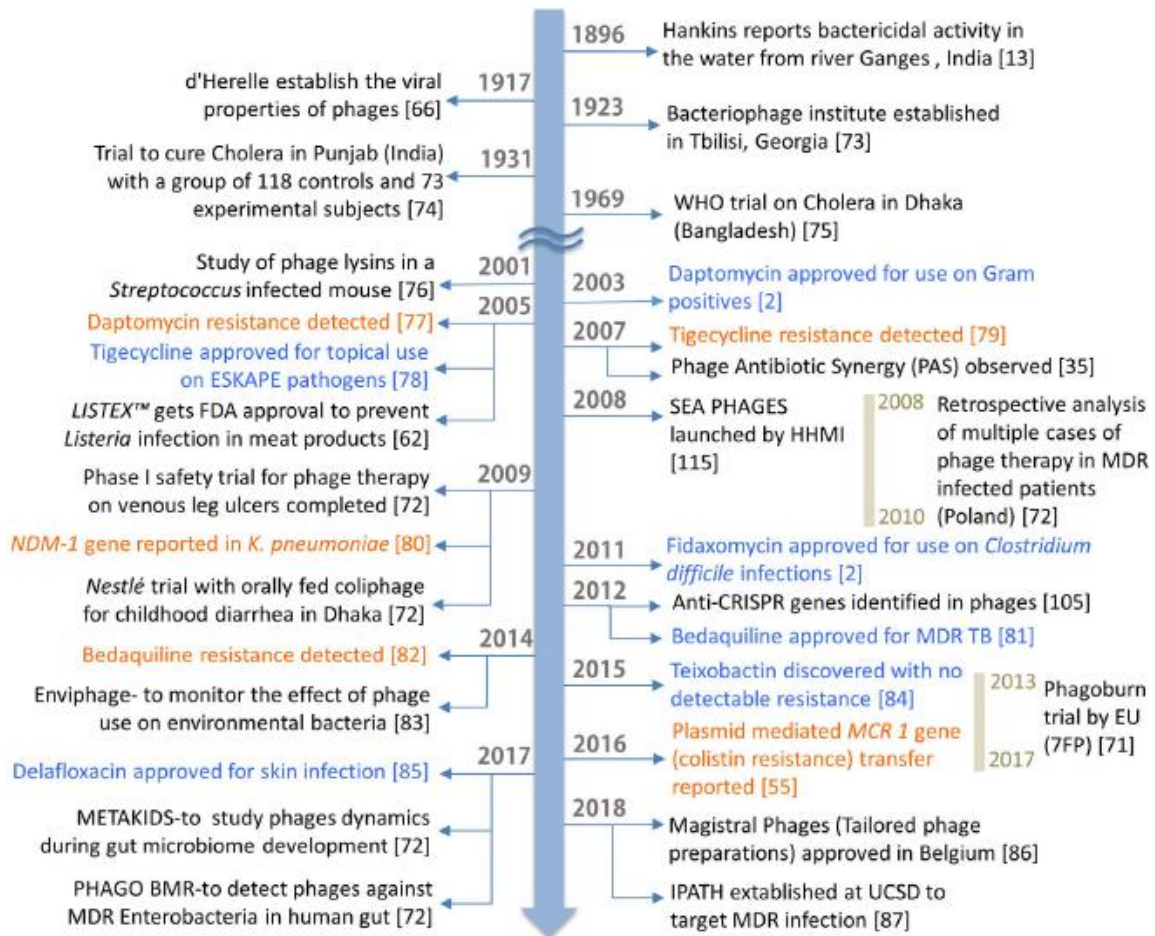 1896
Hankins reports bactericidal activity in
the water from river Ganges , India [13]
1917
d'Herelle establish the viral
properties of phages [66]
1923
Bacteriophage institute established
in Tbilisi, Georgia [73]
1931
Trial to cure Cholera in Punjab (India)
with a group of 118 controls and 73
experimental subjects [74]
1969
WHO trial on Cholera in Dhaka
(Bangladesh) [75]
2001
Study of phage lysins in a
Streptococcus infected mouse [76]
2003
Daptomycin approved for use on Gram
positives [2]
2005
Daptomycin resistance detected [77]
Tigecycline approved for topical use
on ESKAPE pathogens [78]
LISTEX™ gets FDA approval to prevent
Listeria infection in meat products [62]
2007
Tigecycline resistance detected [79]
Phage Antibiotic Synergy (PAS) observed [35]
2008
SEA PHAGES
launched by HHMI
[115]
2008
2010
Retrospective analysis
of multiple cases of
phage therapy in MDR
infected patients
(Poland) [72]
2009
Phase I safety trial for phage therapy
on venous leg ulcers completed [72]
NDM-1 gene reported in K. pneumoniae [80]
Nestlé trial with orally fed coliphage
for childhood diarrhea in Dhaka [72]
2011
Fidaxomycin approved for use on Clostridium
difficile infections [2]
2012
Anti-CRISPR genes identified in phages [105]
Bedaquiline approved for MDR TB [81]
2014
Bedaquiline resistance detected [82]
Enviphage- to monitor the effect of phage
use on environmental bacteria [83]
2015
Teixobactin discovered with no
detectable resistance [84]
2013
2017
Phagoburn
trial by EU
(7FP) [71]
2016
Plasmid mediated MCR 1 gene
(colistin resistance) transfer
reported [55]
2017
Delafloxacin approved for skin infection [85]
METAKIDS-to study phages dynamics
during gut microbiome development [72]
PHAGO BMR-to detect phages against
MDR Enterobacteria in human gut [72]
2018
Magistral Phages (Tailored phage
preparations) approved in Belgium [86]
IPATH extablished at UCSD to
target MDR infection [87]